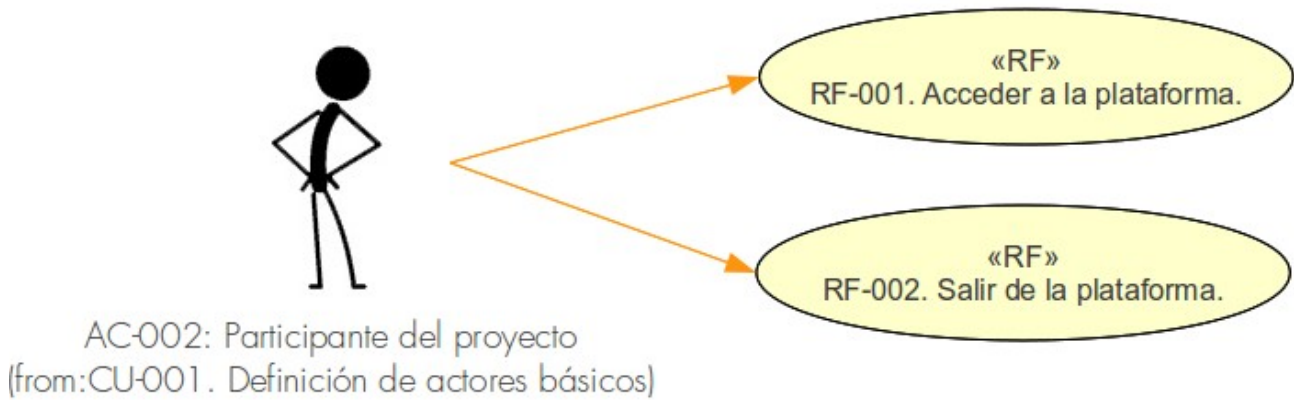 «RF»
RF-001. Acceder a la plataforma.
«RF»
RF-002. Salir de la plataforma.
AC-002: Participante del proyecto
(from:CU-001. Definición de actores básicos)